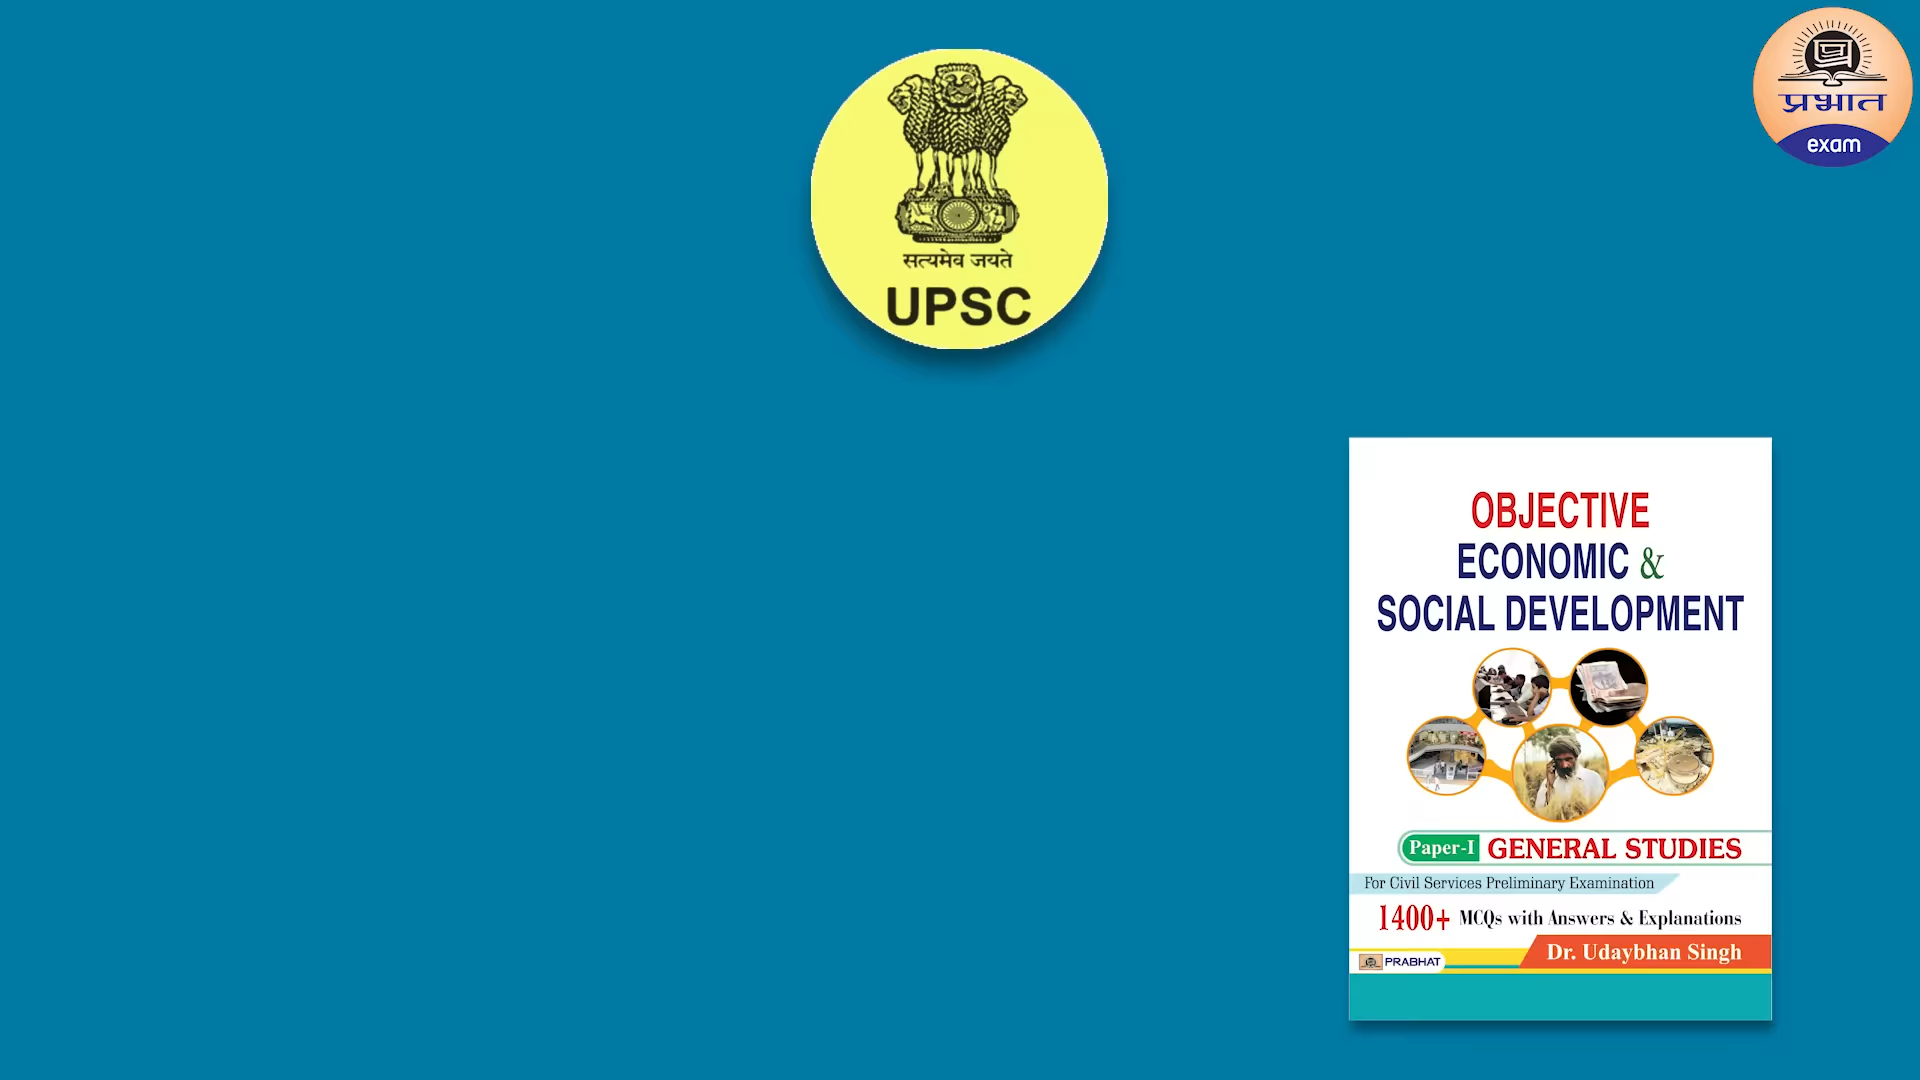 प्रभात
exam
सत्यमेव जयते
UPSC
OBJECTIVE
ECONOMIC &
SOCIAL DEVELOPMENT
Paper-I GENERAL STUDIES
For Civil Services Preliminary Examination
1400+ MCQs with Answers & Explanations
Dr. Udaybhan Singh
PRABHAT